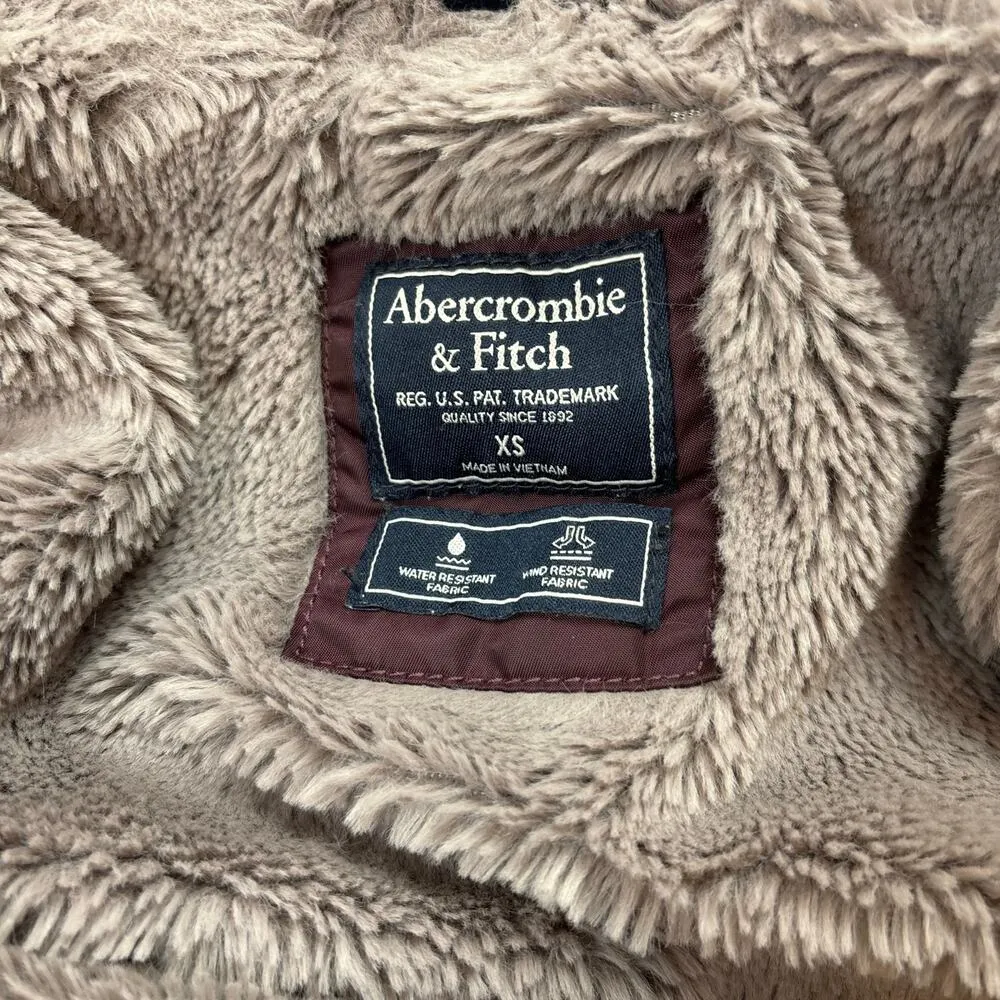 Abercrombie
& Fitch
REG. U.S. PAT. TRADEMARK
QUALITY SINCE 1892
XS
MADE IN VIETNAM
WATER RESISTANT
FABRIC
WIND RESISTANT
FABRIC